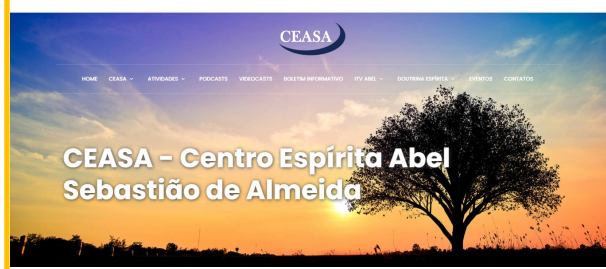 CEASA
HOME CEASA ATIVIDADES PODCASTS VIDEOCASTS BOLETIM INFORMATIVO ITV ABEL DOUTRINA ESPÍRITA EVENTOS CONTATOS
CEASA - Centro Espírita Abel
Sebastião de Almeida